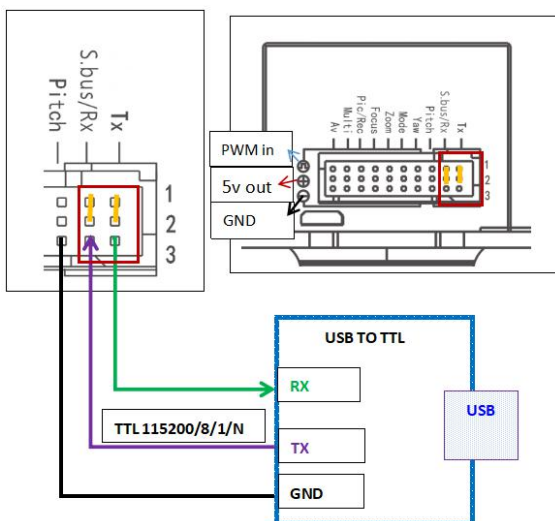 Pitch
S.bus/Rx
Tx
1
2
3
Av
Multi
Pic/Rec
Focus
Zoom
Mode
Yaw
Pitch
S.bus/Rx
Tx
1
2
3
PWM in
5v out
GND
USB TO TTL
RX
USB
TTL 115200/8/1/N
TX
GND